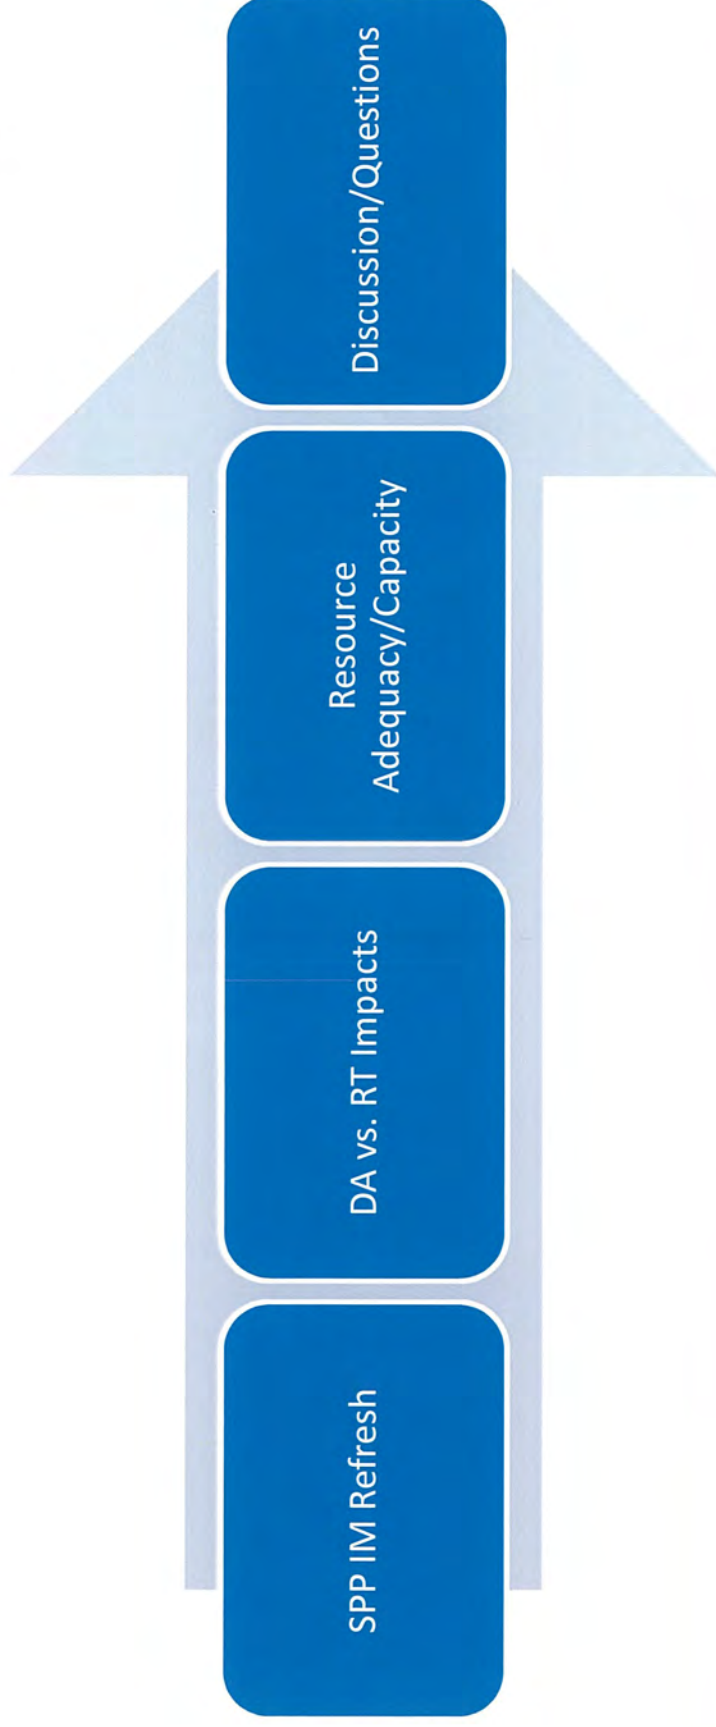 SPP IM Refresh
DA vs. RT Impacts
Resource
Adequacy/Capacity
Discussion/Questions